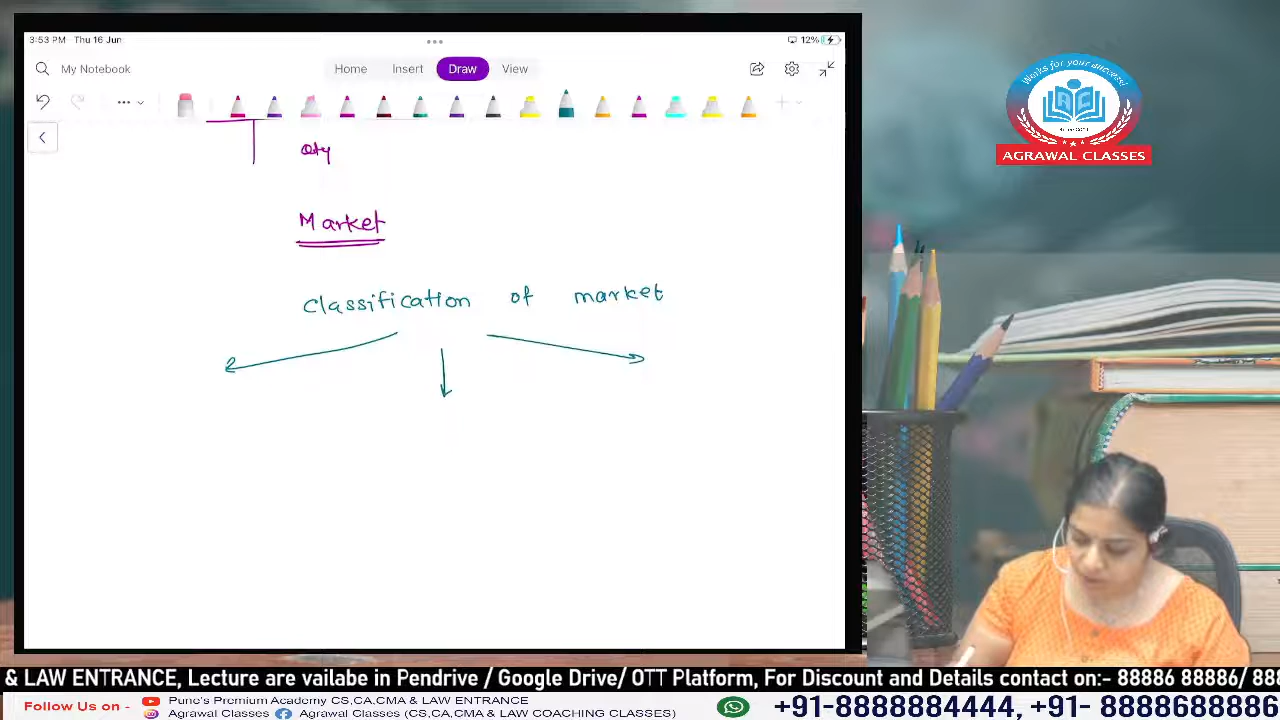 3:53 PM Thu 16 Jun
12%
My Notebook
Home Insert Draw View
Qty
Market
Classification of market
Works for your success!
AC
AGRAWAL CLASSES
& LAW ENTRANCE, Lecture are vailabe in Pendrive / Google Drive/ OTT Platform, For Discount and Details contact on:- 88886 88886/ 888
Follow Us on - Pune's Premium Academy CS,CA,CMA & LAW ENTRANCE
Agrawal Classes Agrawal Classes (CS,CA,CMA & LAW COACHING CLASSES)
+91-8888884444, +91- 8888688886